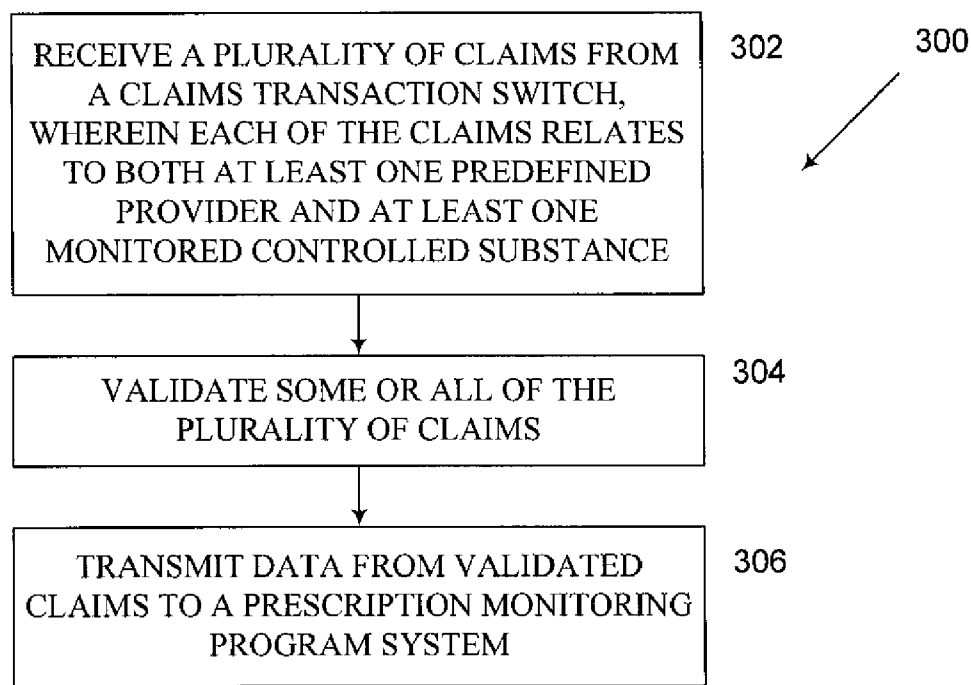 RECEIVE A PLURALITY OF CLAIMS FROM
A CLAIMS TRANSACTION SWITCH,
WHEREIN EACH OF THE CLAIMS RELATES
TO BOTH AT LEAST ONE PREDEFINED
PROVIDER AND AT LEAST ONE
MONITORED CONTROLLED SUBSTANCE
302
300
VALIDATE SOME OR ALL OF THE
PLURALITY OF CLAIMS
304
TRANSMIT DATA FROM VALIDATED
CLAIMS TO A PRESCRIPTION MONITORING
PROGRAM SYSTEM
306